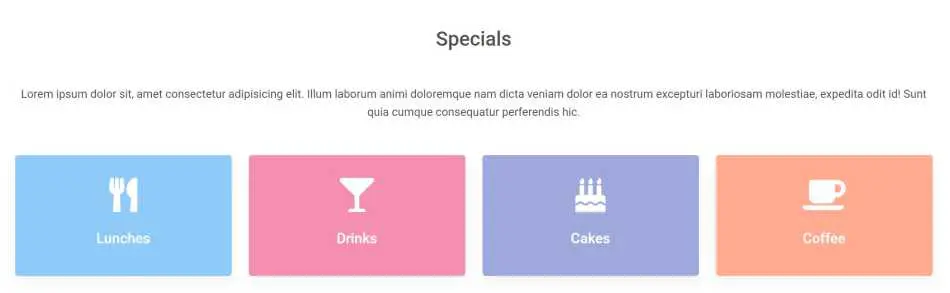 Specials
Lorem ipsum dolor sit, amet consectetur adipisicing elit. Illum laborum animi doloremque nam dicta veniam dolor ea nostrum excepturi laboriosam molestiae, expedita odit id! Sunt
quia cumque consequatur perferendis hic.
Lunches
Drinks
Cakes
Coffee